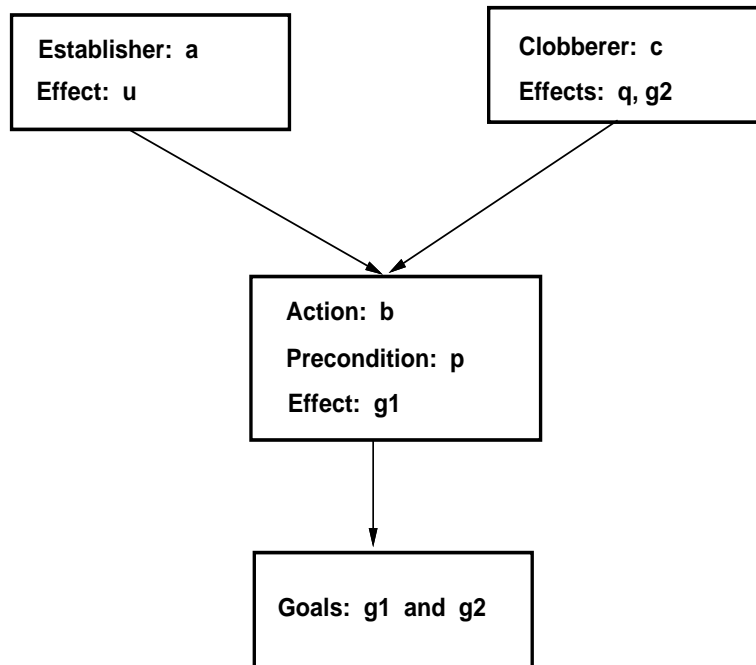 Establisher: a
Effect: u
Clobberer: c
Effects: q, g2
Action: b
Precondition: p
Effect: g1
Goals: g1 and g2